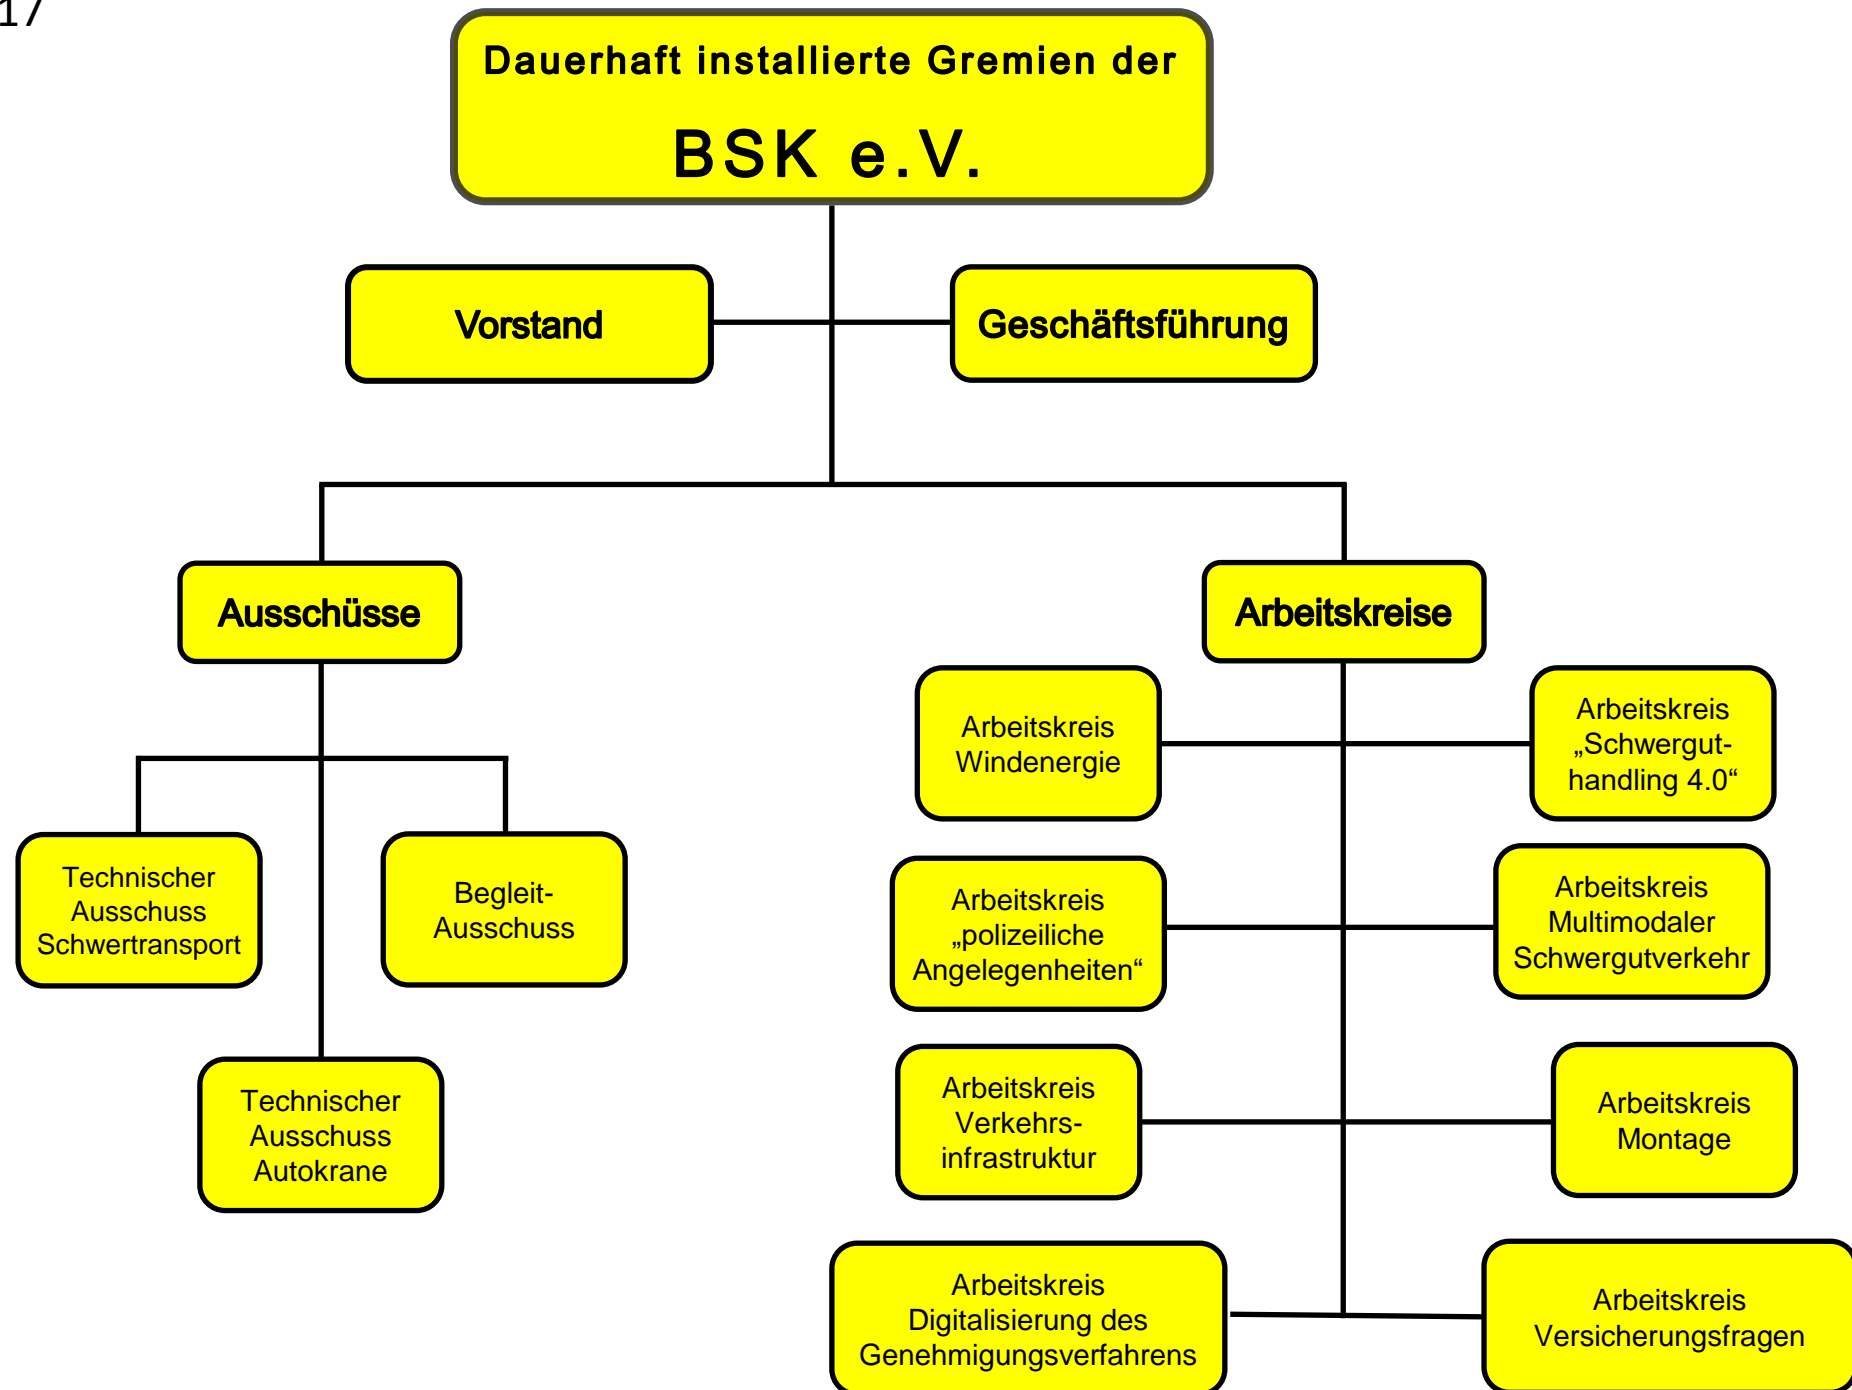 17
Dauerhaft installierte Gremien der
BSK e.V.
Vorstand
Geschäftsführung
Ausschüsse
Arbeitskreise
Technischer
Ausschuss
Schwertransport
Begleit-
Ausschuss
Technischer
Ausschuss
Autokrane
Arbeitskreis
Windenergie
Arbeitskreis
„Schwergut-
handling 4.0“
Arbeitskreis
„polizeiliche
Angelegenheiten“
Arbeitskreis
Multimodaler
Schwergutverkehr
Arbeitskreis
Verkehrs-
infrastruktur
Arbeitskreis
Montage
Arbeitskreis
Digitalisierung des
Genehmigungsverfahrens
Arbeitskreis
Versicherungsfragen